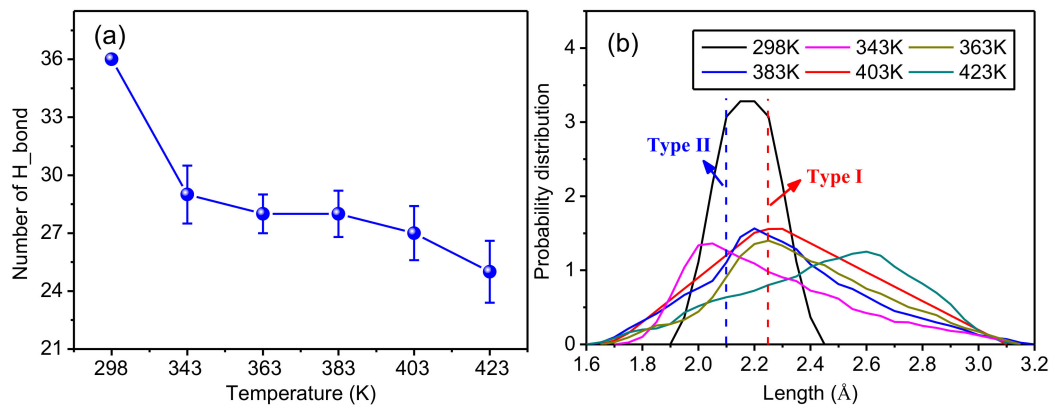 (a)
36
33
30
27
24
21
298
343
363
383
403
423
Number of H_bond
Temperature (K)
(b)
298K 343K 363K
383K 403K 423K
Type II
Type I
4
3
2
1
0
1.6
1.8
2.0
2.2
2.4
2.6
2.8
3.0
3.2
Probability distribution
Length (Å)